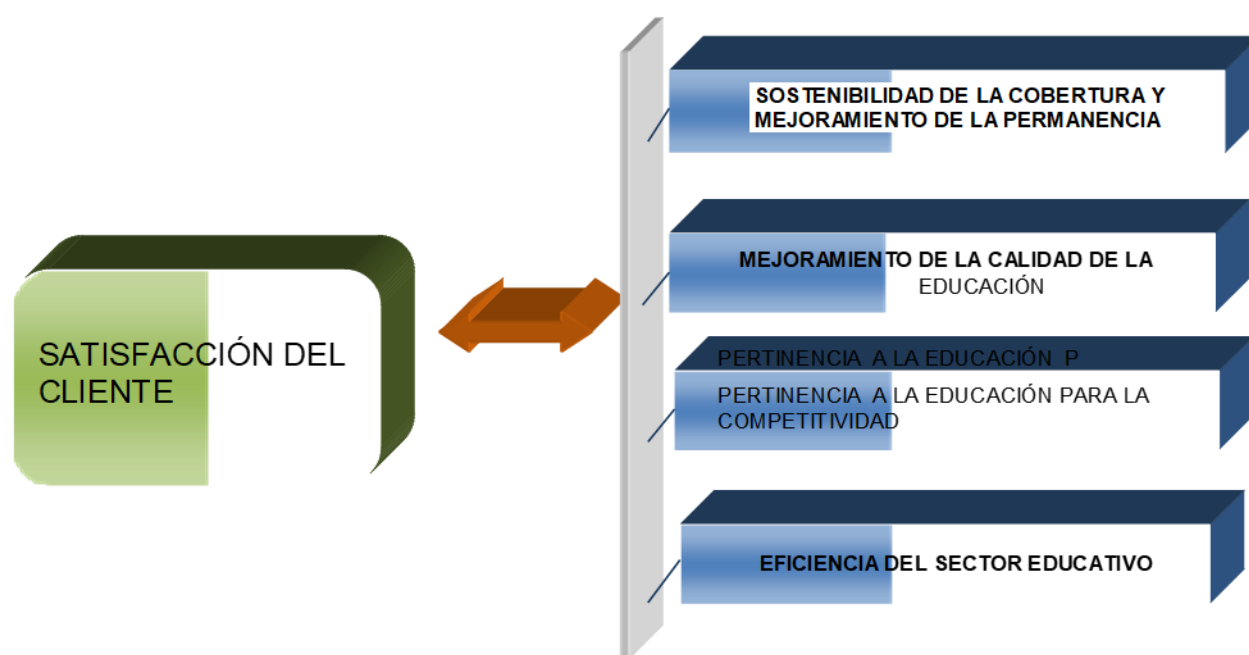 SOSTENIBILIDAD DE LA COBERTURA Y
MEJORAMIENTO DE LA PERMANENCIA
MEJORAMIENTO DE LA CALIDAD DE LA
EDUCACIÓN
SATISFACCIÓN DEL
CLIENTE
PERTINENCIA A LA EDUCACIÓN P
PERTINENCIA A LA EDUCACIÓN PARA LA
COMPETITIVIDAD
EFICIENCIA DEL SECTOR EDUCATIVO